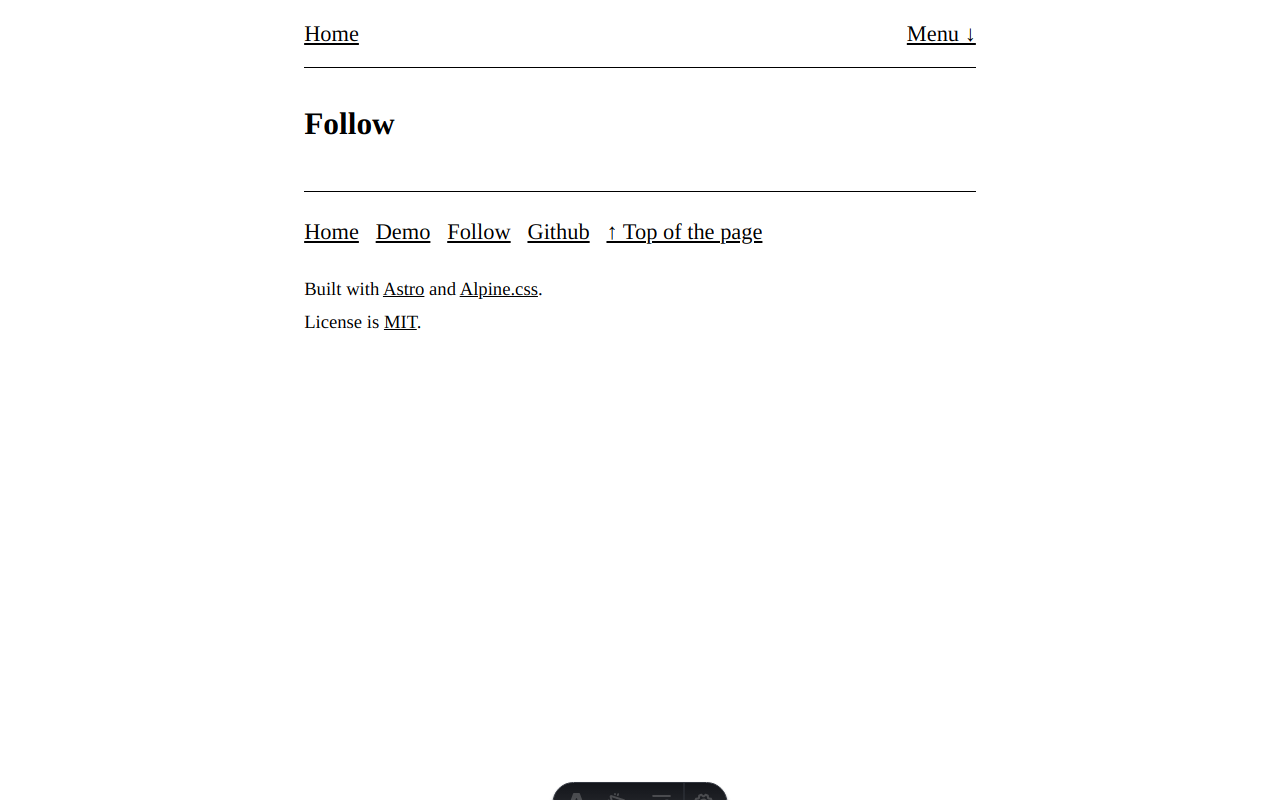 Home Menu ↓
Follow
Home Demo Follow Github ↑ Top of the page
Built with Astro and Alpine.css.
License is MIT.